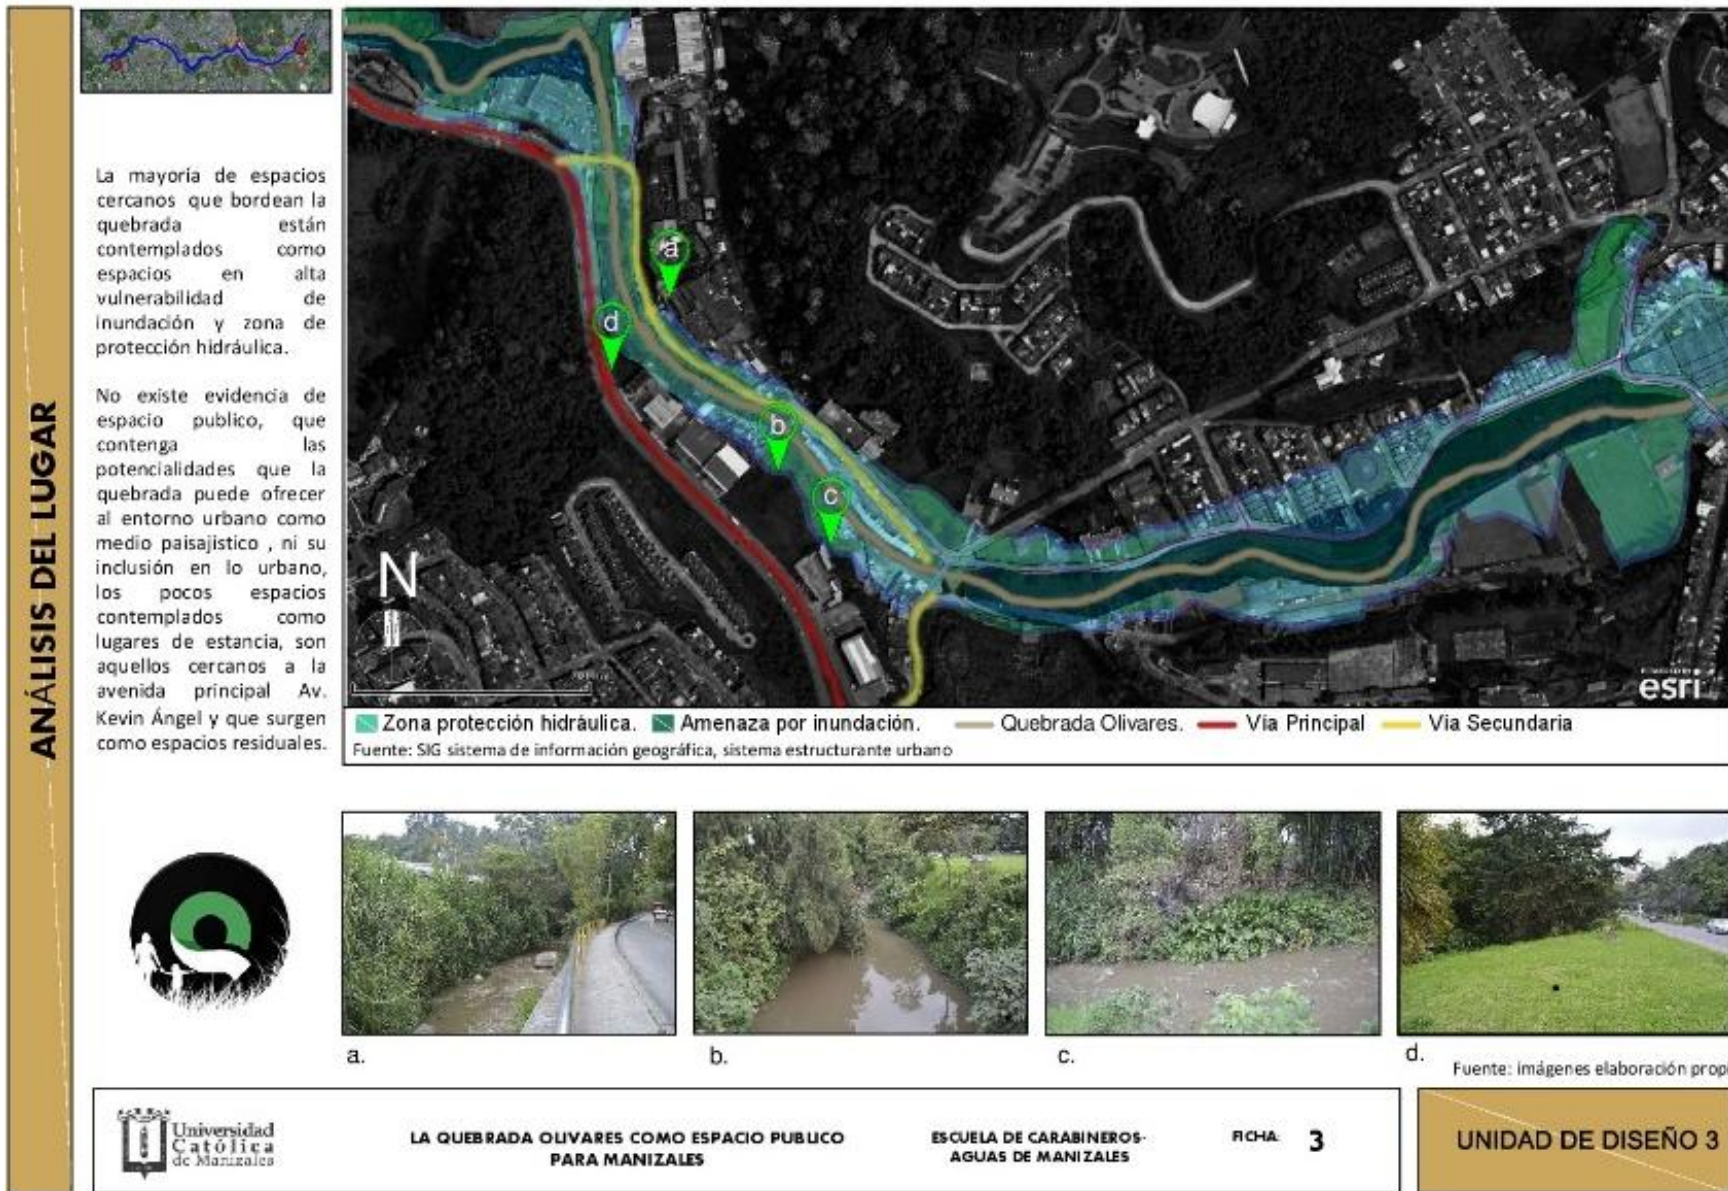 ANÁLISIS DEL LUGAR
La mayoría de espacios
cercanos que bordean la
quebrada están
contemplados como
espacios en alta
vulnerabilidad de
inundación y zona de
protección hidráulica.
No existe evidencia de
espacio publico, que
contenga las
potencialidades que la
quebrada puede ofrecer
al entorno urbano como
medio paisajistico , ni su
inclusión en lo urbano,
los pocos espacios
contemplados como
lugares de estancia, son
aquellos cercanos a la
avenida principal Av.
Kevin Ángel y que surgen
como espacios residuales.
a
d
b
c
N
esri
Zona protección hidráulica.
Amenaza por inundación.
Quebrada Olivares.
Vía Principal
Via Secundaria
Fuente: SIG sistema de información geográfica, sistema estructurante urbano
a.
b.
c.
d.
Fuente: imágenes elaboración prop
Universidad
Católica
de Manizales
LA QUEBRADA OLIVARES COMO ESPACIO PUBLICO
PARA MANIZALES
ESCUELA DE CARABINEROS-
AGUAS DE MANIZALES
FICHA: 3
UNIDAD DE DISEÑO 3